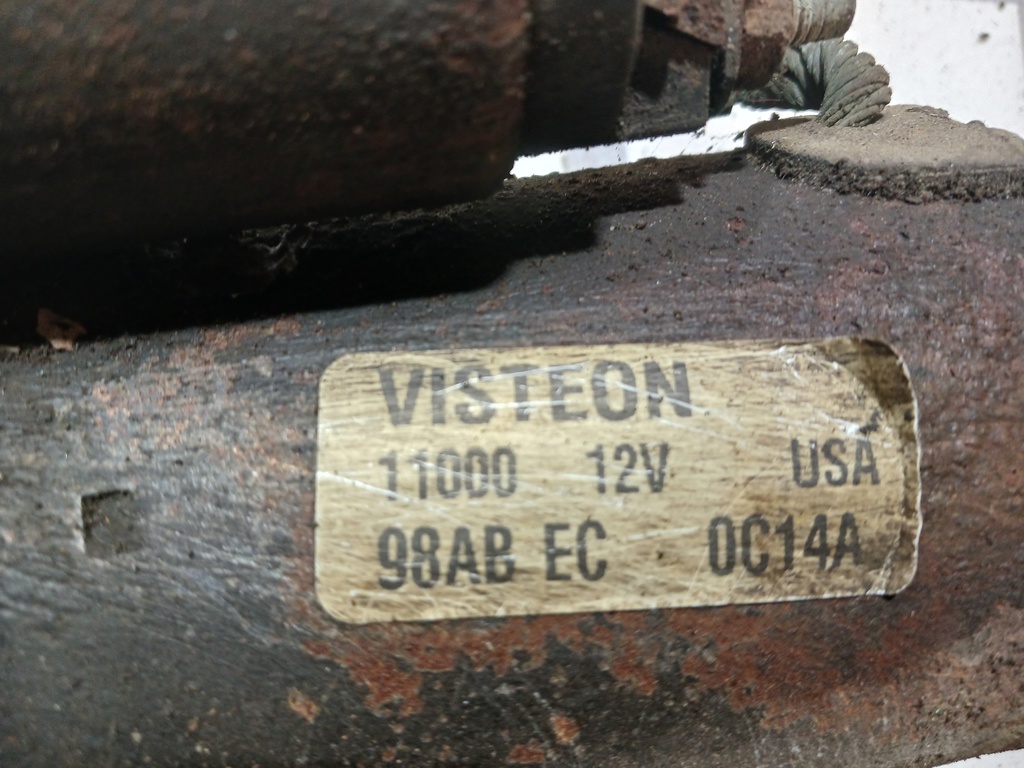 VISTEON
11000 12V USA
98AB EC 0C14A